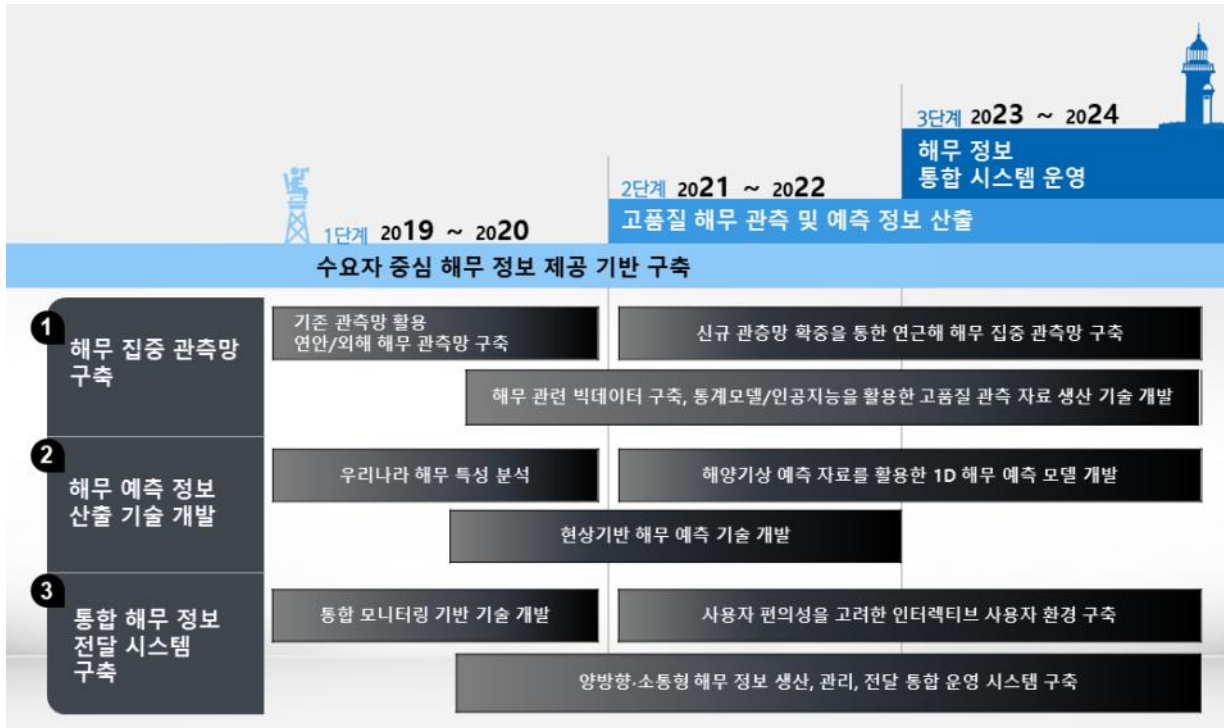 3단계 2023 ~ 2024
해무 정보
통합 시스템 운영
2단계 2021 ~ 2022
고품질 해무 관측 및 예측 정보 산출
1단계 2019 ~ 2020
수요자 중심 해무 정보 제공 기반 구축
1
해무 집중 관측망
구축
기존 관측망 활용
연안/외해 해무 관측망 구축
신규 관층망 확중을 통한 연근해 해무 집중 관측망 구축
해무 관련 빅데이터 구축, 통계모델/인공지능을 활용한 고품질 관측 자료 생산 기술 개발
2
해무 예측 정보
산출 기술 개발
우리나라 해무 특성 분석
해양기상 예측 자료를 활용한 1D 해무 예측 모델 개발
현상기반 해무 예측 기술 개발
3
통합 해무 정보
전달 시스템
구축
통합 모니터링 기반 기술 개발
사용자 편의성을 고려한 인터렉티브 사용자 환경 구축
양방향·소통형 해무 정보 생산, 관리, 전달 통합 운영 시스템 구축